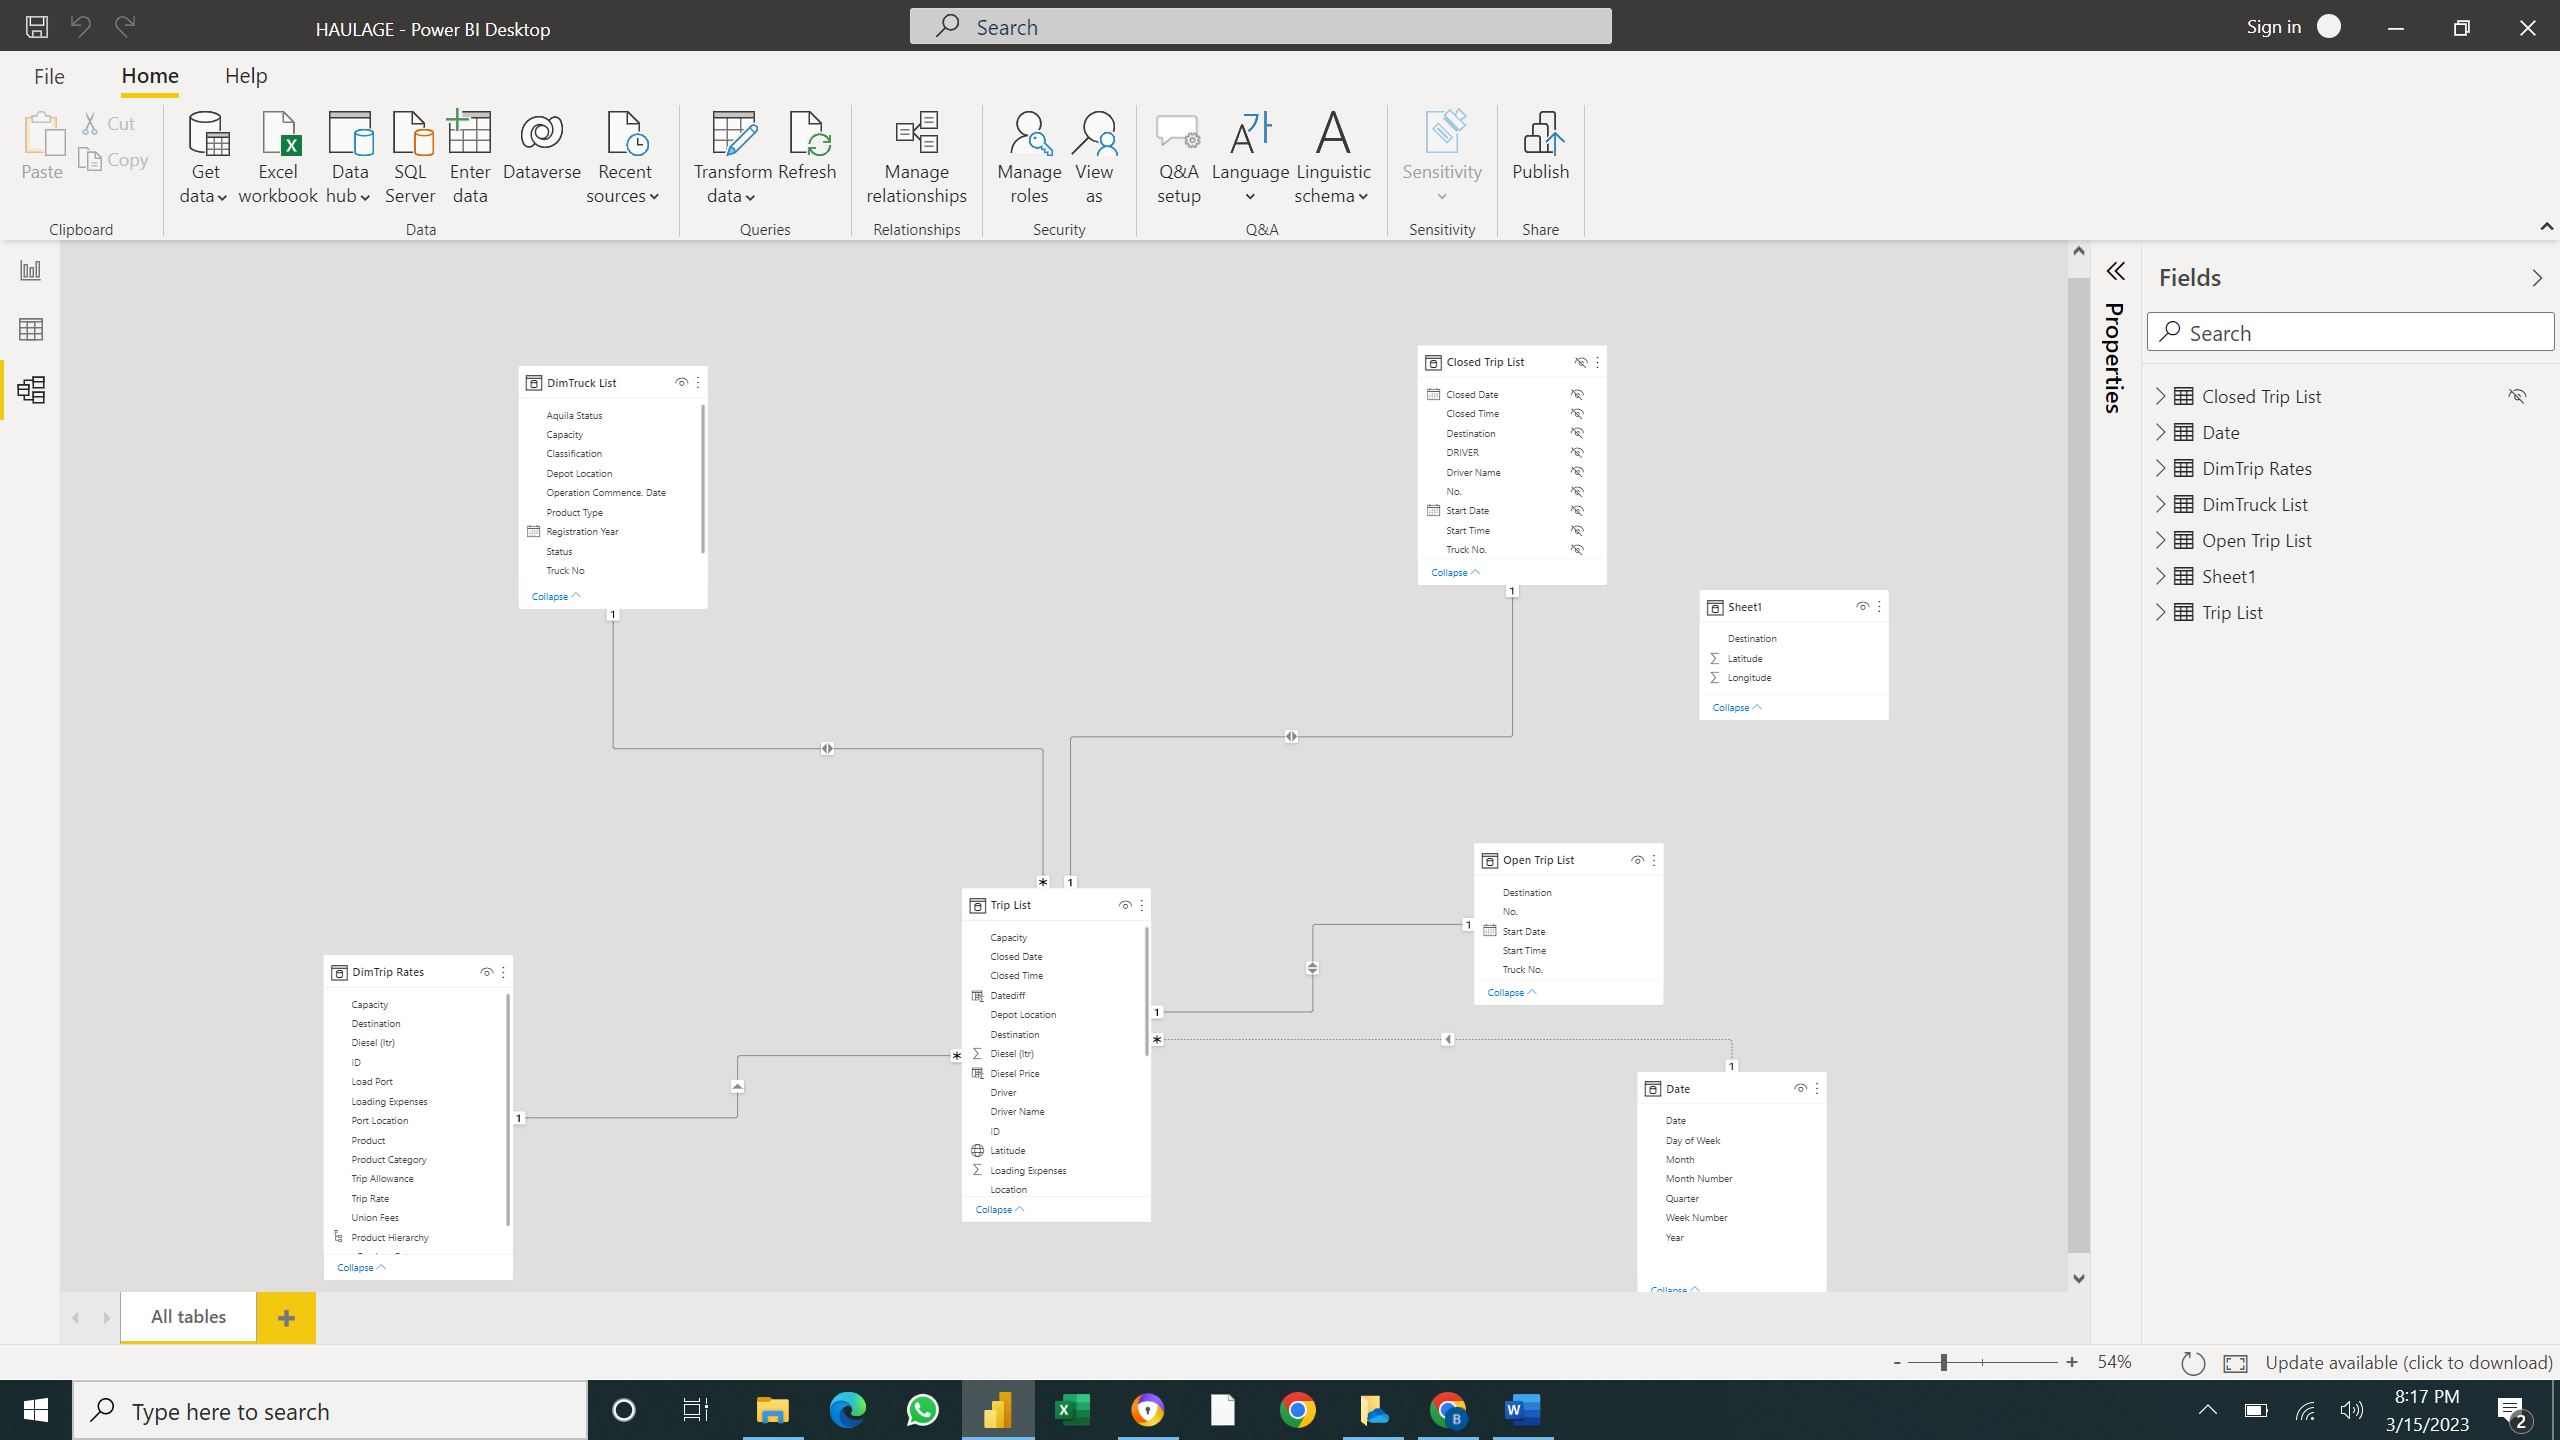 HAULAGE - Power BI Desktop
Search
Sign in
File
Home
Help
Paste
Cut
Copy
Clipboard
Get data
Excel workbook
Data hub
SQL Server
Enter data
Dataverse
Recent sources
Data
Transform data
Refresh
Queries
Manage relationships
Relationships
Manage roles
View as
Security
Q&A setup
Language
Linguistic schema
Q&A
Sensitivity
Sensitivity
Publish
Share
DimTruck List
Aquila Status
Capacity
Classification
Depot Location
Operation Commence. Date
Product Type
Registration Year
Status
Truck No
Collapse
1
Closed Trip List
Closed Date
Closed Time
Destination
DRIVER
Driver Name
No.
Start Date
Start Time
Truck No.
Collapse
1
Sheet1
Destination
Latitude
Longitude
Collapse
* 1
Trip List
Capacity
Closed Date
Closed Time
Datediff
Depot Location
Destination
Diesel (ltr)
Diesel Price
Driver
Driver Name
ID
Latitude
Loading Expenses
Location
Collapse
1
*
*
Open Trip List
Destination
No.
Start Date
Start Time
Truck No.
Collapse
1
DimTrip Rates
Capacity
Destination
Diesel (ltr)
ID
Load Port
Loading Expenses
Port Location
Product
Product Category
Trip Allowance
Trip Rate
Union Fees
Product Hierarchy
Collapse
1
1
Date
Date
Day of Week
Month
Month Number
Quarter
Week Number
Year
Collapse
Properties
Fields
Search
Closed Trip List
Date
DimTrip Rates
DimTruck List
Open Trip List
Sheet1
Trip List
All tables
+
- + 54%
Update available (click to download)
Type here to search
8:17 PM
3/15/2023
2